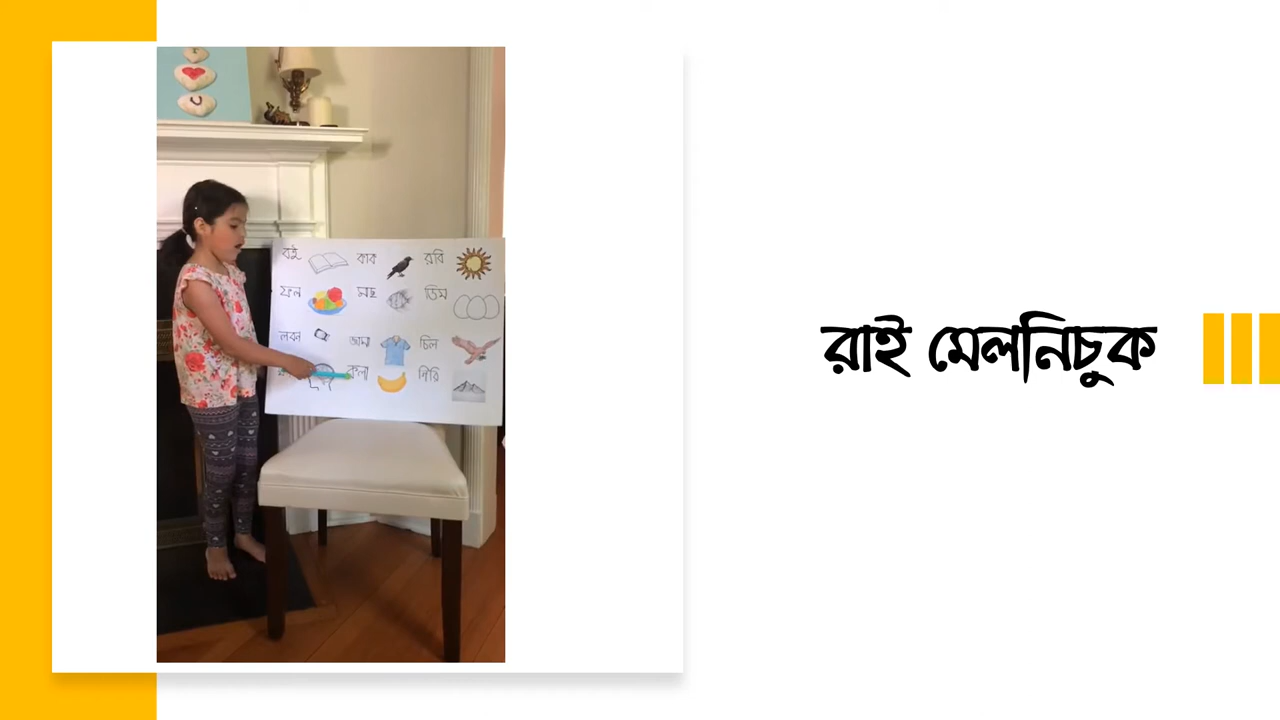 বই কাক রবি
ফল মাছ ডিম
লবন জামা চিল
কলা গিরি
রাই মেলনিচুক